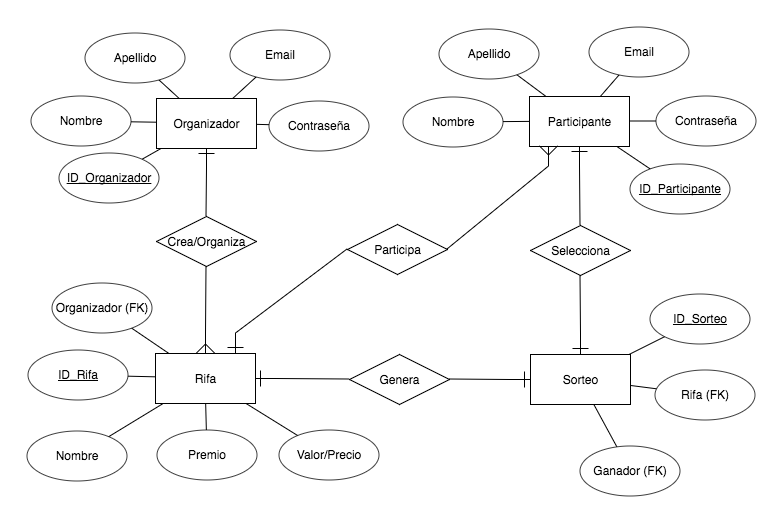 Apellido
Email
Nombre
Organizador
Contraseña
ID_Organizador
Apellido
Email
Nombre
Participante
Contraseña
ID_Participante
Crea/Organiza
Participa
Selecciona
Organizador (FK)
ID_Rifa
Rifa
Nombre
Premio
Valor/Precio
Genera
ID_Sorteo
Sorteo
Rifa (FK)
Ganador (FK)